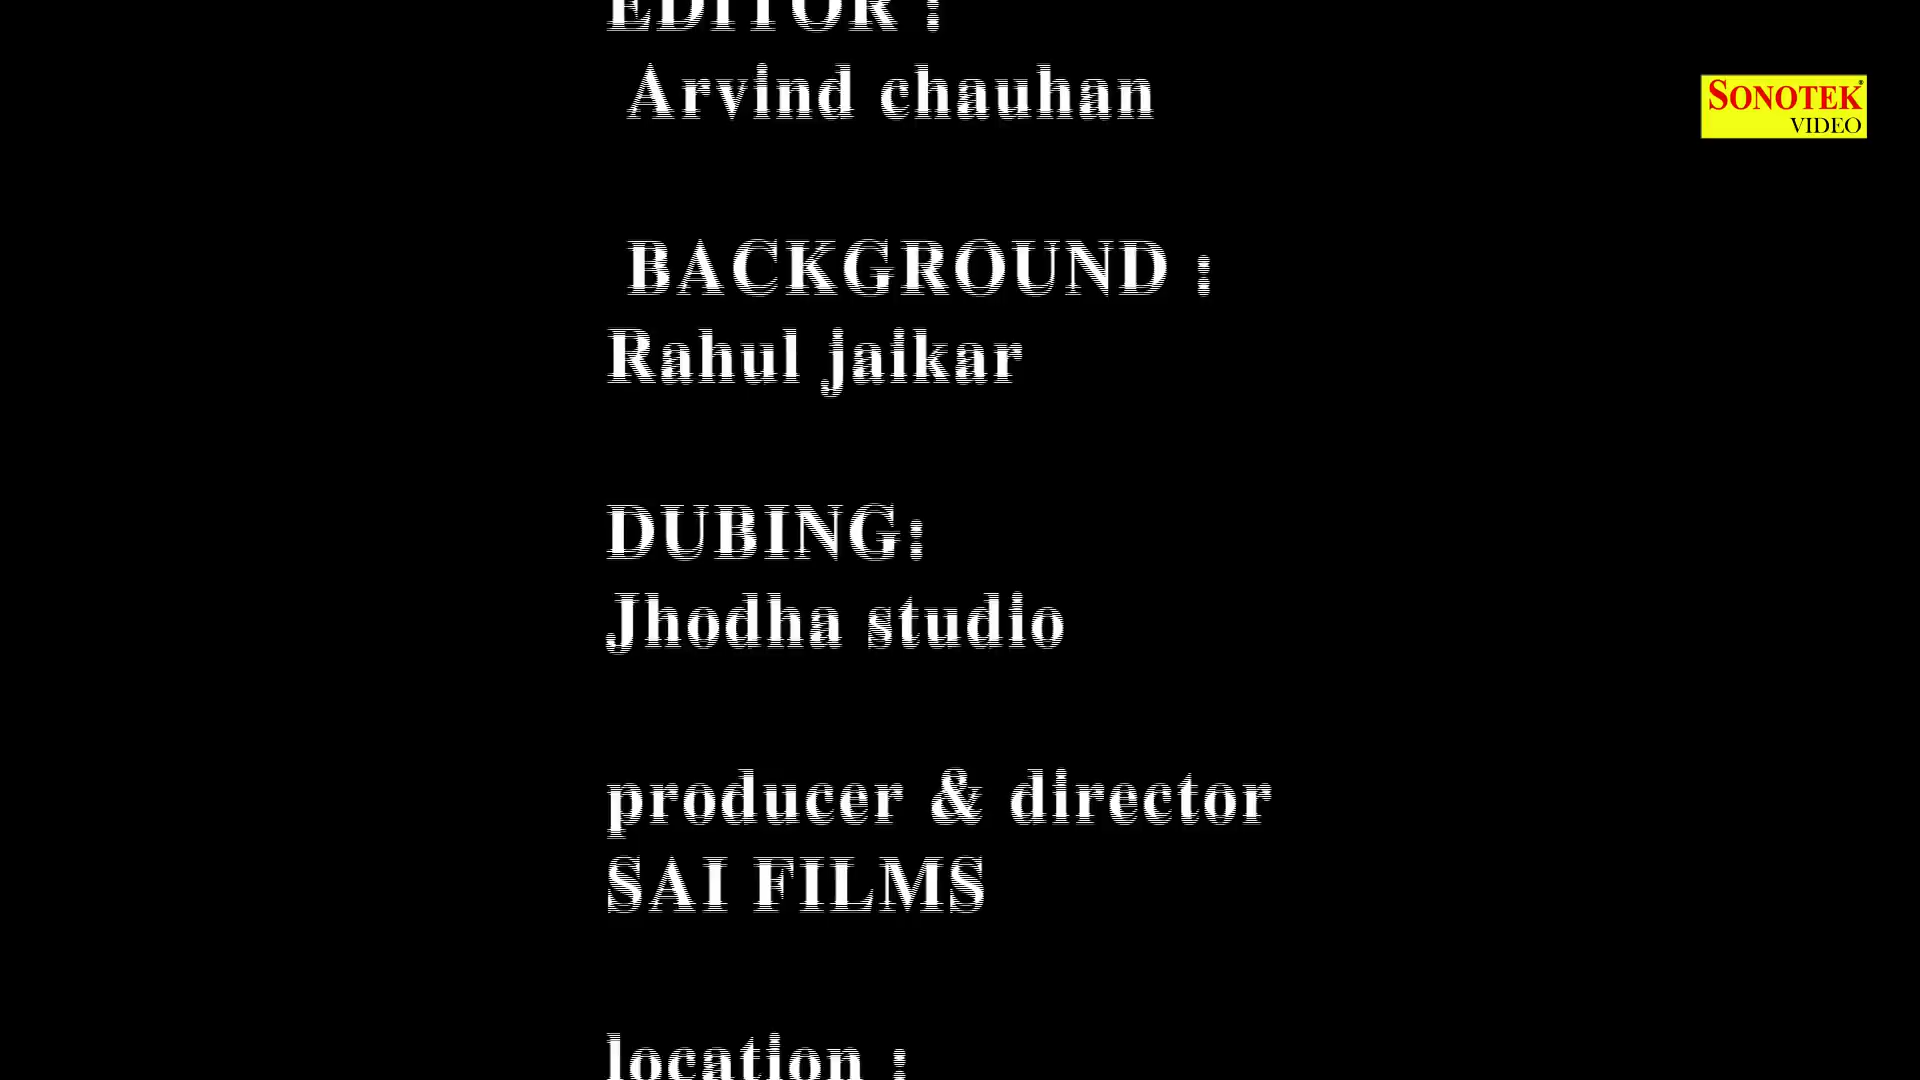 EDITOR :
Arvind chauhan
SONOTEK
VIDEO
BACKGROUND :
Rahul jaikar
DUBING:
Jhodha studio
producer & director
SAI FILMS
location :